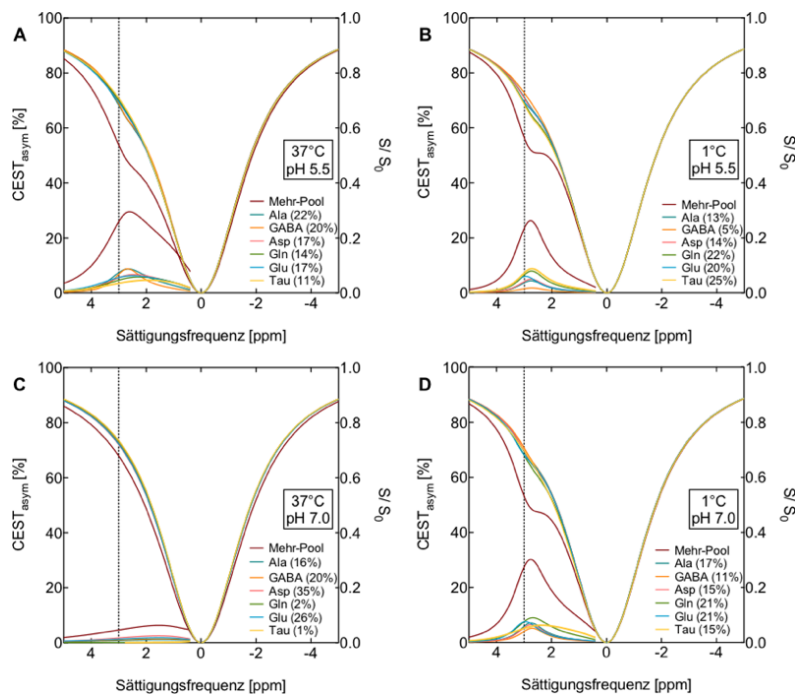 A
CEST_asym [%]
100
80
60
40
20
0
1.0
0.8
0.6
0.4
0.2
0.0
S/S_0
37°C
pH 5.5
Mehr-Pool
Ala (22%)
GABA (20%)
Asp (17%)
Gln (14%)
Glu (17%)
Tau (11%)
4 2 0 -2 -4
Sättigungsfrequenz [ppm]
B
CEST_asym [%]
100
80
60
40
20
0
1.0
0.8
0.6
0.4
0.2
0.0
S/S_0
1°C
pH 5.5
Mehr-Pool
Ala (13%)
GABA (5%)
Asp (14%)
Gln (22%)
Glu (20%)
Tau (25%)
4 2 0 -2 -4
Sättigungsfrequenz [ppm]
C
CEST_asym [%]
100
80
60
40
20
0
1.0
0.8
0.6
0.4
0.2
0.0
S/S_0
37°C
pH 7.0
Mehr-Pool
Ala (16%)
GABA (20%)
Asp (35%)
Gln (2%)
Glu (26%)
Tau (1%)
4 2 0 -2 -4
Sättigungsfrequenz [ppm]
D
CEST_asym [%]
100
80
60
40
20
0
1.0
0.8
0.6
0.4
0.2
0.0
S/S_0
1°C
pH 7.0
Mehr-Pool
Ala (17%)
GABA (11%)
Asp (15%)
Gln (21%)
Glu (21%)
Tau (15%)
4 2 0 -2 -4
Sättigungsfrequenz [ppm]